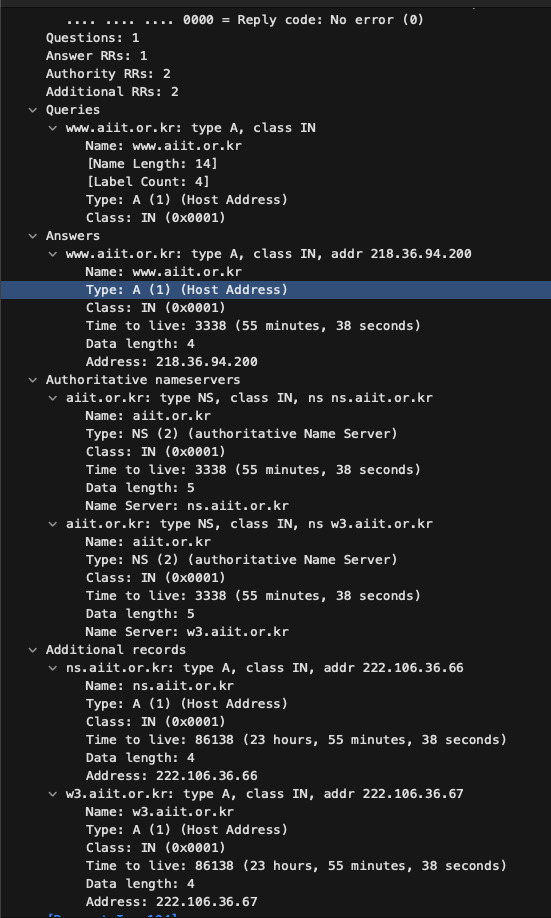 .... .... .... 0000 = Reply code: No error (0)
Questions: 1
Answer RRs: 1
Authority RRs: 2
Additional RRs: 2
Queries
www.aiit.or.kr: type A, class IN
Name: www.aiit.or.kr
[Name Length: 14]
[Label Count: 4]
Type: A (1) (Host Address)
Class: IN (0x0001)
Answers
www.aiit.or.kr: type A, class IN, addr 218.36.94.200
Name: www.aiit.or.kr
Type: A (1) (Host Address)
Class: IN (0x0001)
Time to live: 3338 (55 minutes, 38 seconds)
Data length: 4
Address: 218.36.94.200
Authoritative nameservers
aiit.or.kr: type NS, class IN, ns ns.aiit.or.kr
Name: aiit.or.kr
Type: NS (2) (authoritative Name Server)
Class: IN (0x0001)
Time to live: 3338 (55 minutes, 38 seconds)
Data length: 5
Name Server: ns.aiit.or.kr
aiit.or.kr: type NS, class IN, ns w3.aiit.or.kr
Name: aiit.or.kr
Type: NS (2) (authoritative Name Server)
Class: IN (0x0001)
Time to live: 3338 (55 minutes, 38 seconds)
Data length: 5
Name Server: w3.aiit.or.kr
Additional records
ns.aiit.or.kr: type A, class IN, addr 222.106.36.66
Name: ns.aiit.or.kr
Type: A (1) (Host Address)
Class: IN (0x0001)
Time to live: 86138 (23 hours, 55 minutes, 38 seconds)
Data length: 4
Address: 222.106.36.66
w3.aiit.or.kr: type A, class IN, addr 222.106.36.67
Name: w3.aiit.or.kr
Type: A (1) (Host Address)
Class: IN (0x0001)
Time to live: 86138 (23 hours, 55 minutes, 38 seconds)
Data length: 4
Address: 222.106.36.67